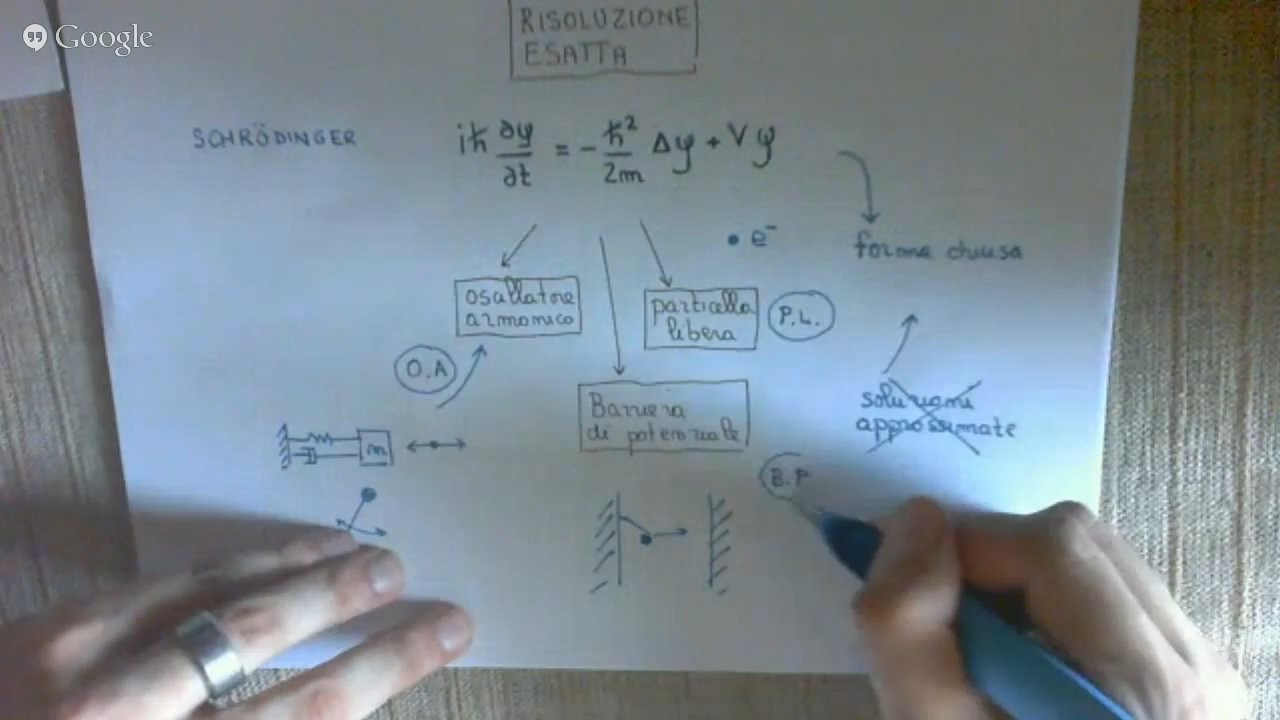 Google
RISOLUZIONE
ESATTA
SCHRÖDINGER
iℏ ∂ψ/∂t = - ℏ²/2m Δψ + Vψ
• e⁻
forma chiusa
oscillatore
armonico
particella
libera
P.L.
O.A
Barriera
di potenziale
soluzioni
approssimate
m
B.P